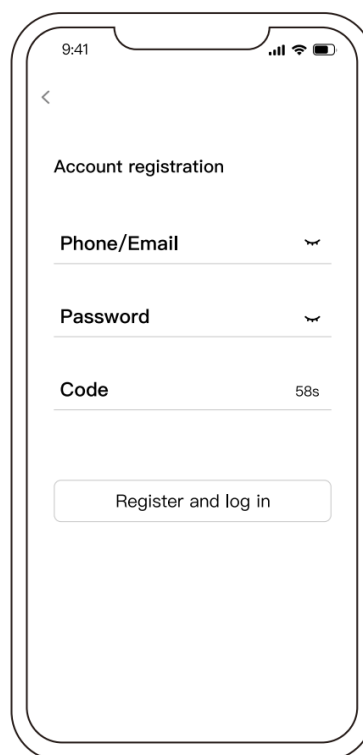 9:41
Account registration
Phone/Email
Password
Code 58s
Register and log in